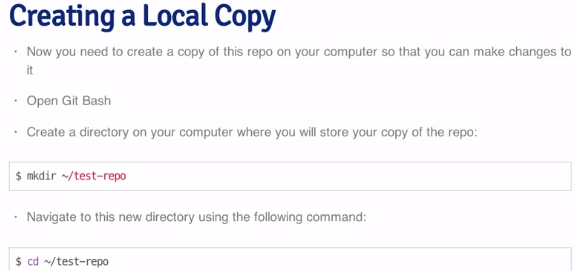 Creating a Local Copy
· Now you need to create a copy of this repo on your computer so that you can make changes to
it
· Open Git Bash
· Create a directory on your computer where you will store your copy of the repo:
$ mkdir ~/test-repo
· Navigate to this new directory using the following command:
$ cd ~/test-repo